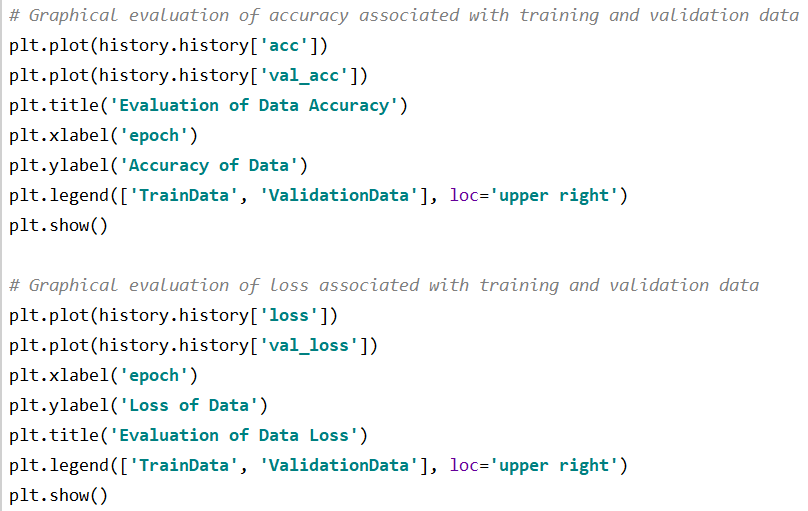 # Graphical evaluation of accuracy associated with training and validation data
plt.plot(history.history['acc'])
plt.plot(history.history['val_acc'])
plt.title('Evaluation of Data Accuracy')
plt.xlabel('epoch')
plt.ylabel('Accuracy of Data')
plt.legend(['TrainData', 'ValidationData'], loc='upper right')
plt.show()

# Graphical evaluation of loss associated with training and validation data
plt.plot(history.history['loss'])
plt.plot(history.history['val_loss'])
plt.xlabel('epoch')
plt.ylabel('Loss of Data')
plt.title('Evaluation of Data Loss')
plt.legend(['TrainData', 'ValidationData'], loc='upper right')
plt.show()